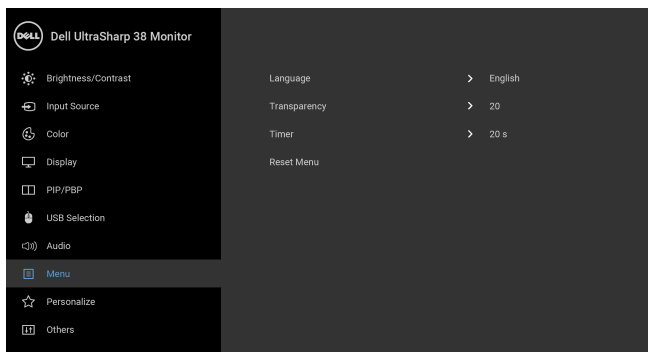 DELL Dell UltraSharp 38 Monitor
Brightness/Contrast
Input Source
Color
Display
PIP/PBP
USB Selection
Audio
Menu
Personalize
Others
Language > English
Transparency > 20
Timer > 20 s
Reset Menu